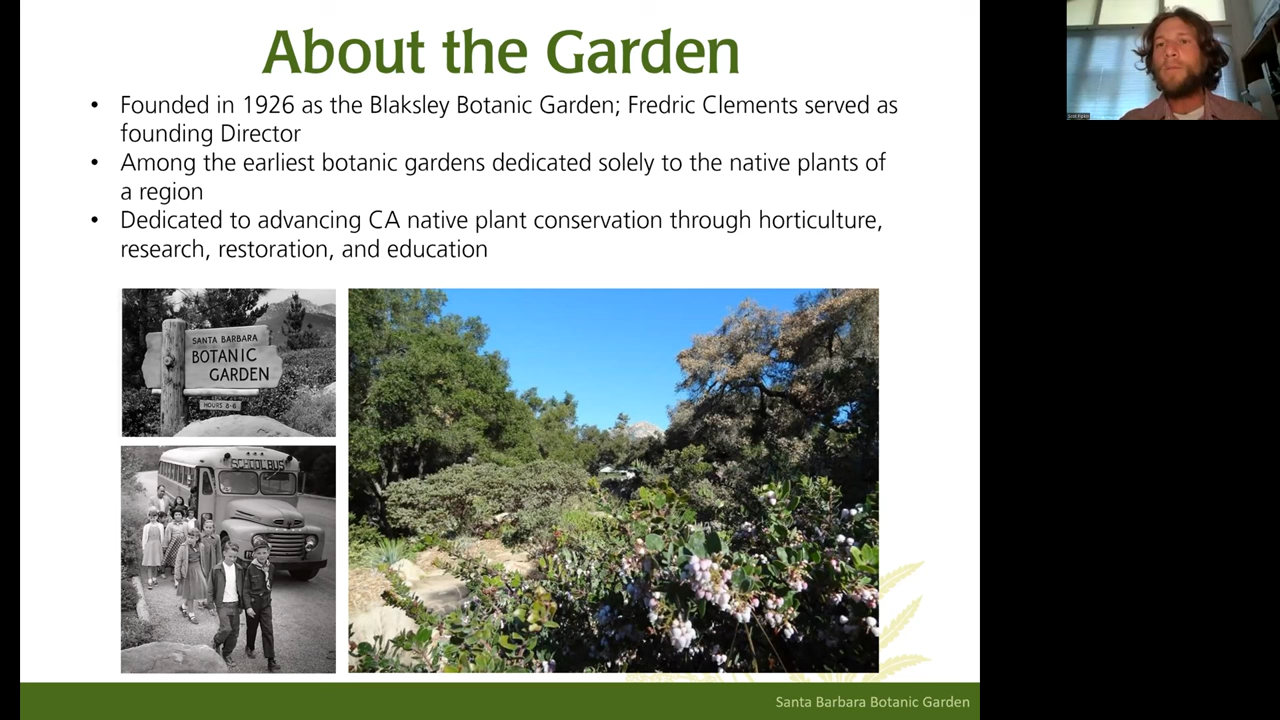 About the Garden
• Founded in 1926 as the Blaksley Botanic Garden; Fredric Clements served as
founding Director
• Among the earliest botanic gardens dedicated solely to the native plants of
a region
• Dedicated to advancing CA native plant conservation through horticulture,
research, restoration, and education
SANTA BARBARA
BOTANIC
GARDEN
HOURS 8-6
SCHOOL BUS
Santa Barbara Botanic Garden